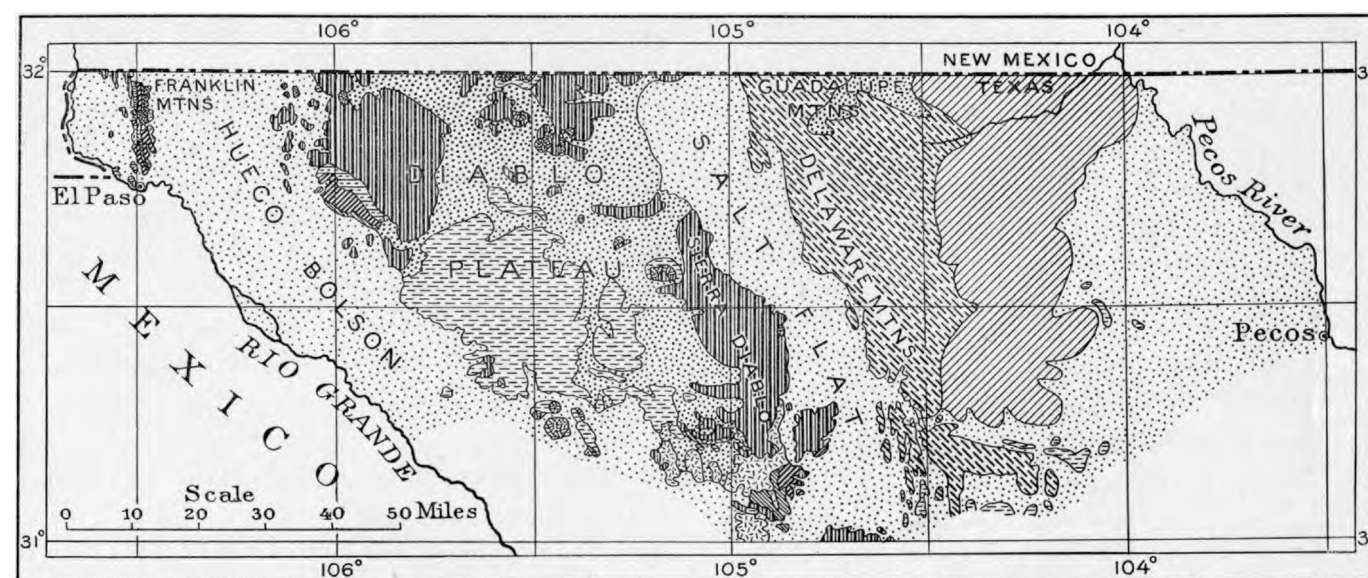 106°
105°
104°
32°
3
NEW MEXICO
TEXAS
FRANKLIN
MTNS
GUADALUPE
MTNS
HUECO
BOLSON
DIABLO
PLATEAU
SALT FLAT
DELAWARE MTNS
SIERRA DIABLO
Pecos River
El Paso
Pecos
MEXICO
RIO GRANDE
Scale
0 10 20 30 40 50 Miles
31°
3
106°
105°
104°